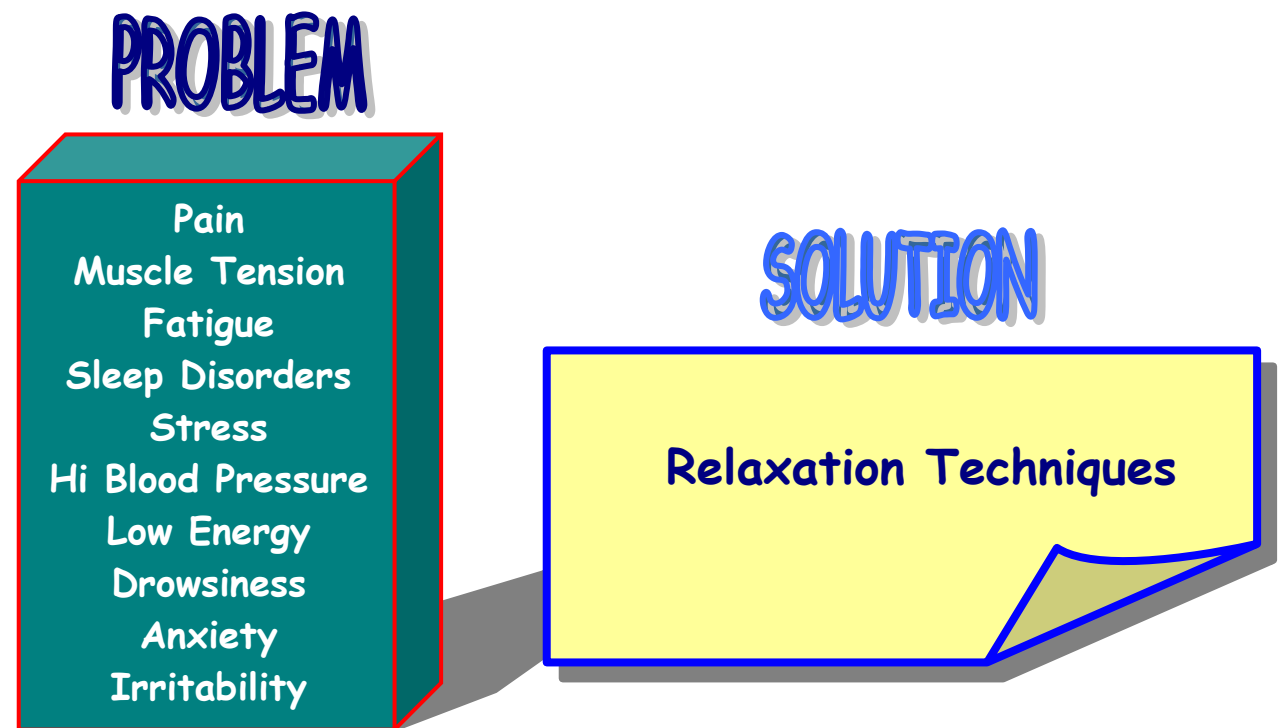 PROBLEM
Pain
Muscle Tension
Fatigue
Sleep Disorders
Stress
Hi Blood Pressure
Low Energy
Drowsiness
Anxiety
Irritability
SOLUTION
Relaxation Techniques